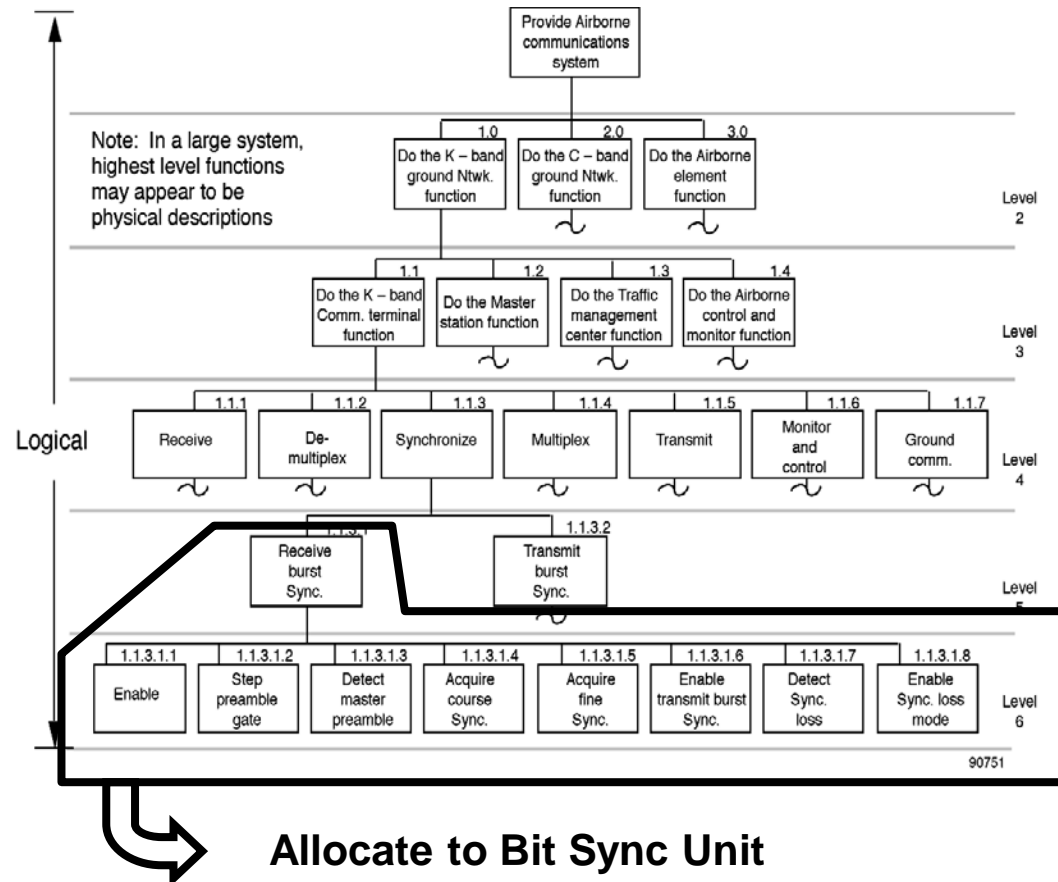 Provide Airborne
communications
system
Note: In a large system,
highest level functions
may appear to be
physical descriptions
1.0
Do the K – band
ground Ntwk.
function
2.0
Do the C – band
ground Ntwk.
function
3.0
Do the Airborne
element
function
Level
2
1.1
Do the K – band
Comm. terminal
function
1.2
Do the Master
station function
1.3
Do the Traffic
management
center function
1.4
Do the Airborne
control and
monitor function
Level
3
Logical
1.1.1
Receive
1.1.2
De-
multiplex
1.1.3
Synchronize
1.1.4
Multiplex
1.1.5
Transmit
1.1.6
Monitor
and
control
1.1.7
Ground
comm.
Level
4
1.1.3.1
Receive
burst
Sync.
1.1.3.2
Transmit
burst
Sync.
Level
5
1.1.3.1.1
Enable
1.1.3.1.2
Step
preamble
gate
1.1.3.1.3
Detect
master
preamble
1.1.3.1.4
Acquire
course
Sync.
1.1.3.1.5
Acquire
fine
Sync.
1.1.3.1.6
Enable
transmit burst
Sync.
1.1.3.1.7
Detect
Sync.
loss
1.1.3.1.8
Enable
Sync. loss
mode
Level
6
90751
Allocate to Bit Sync Unit